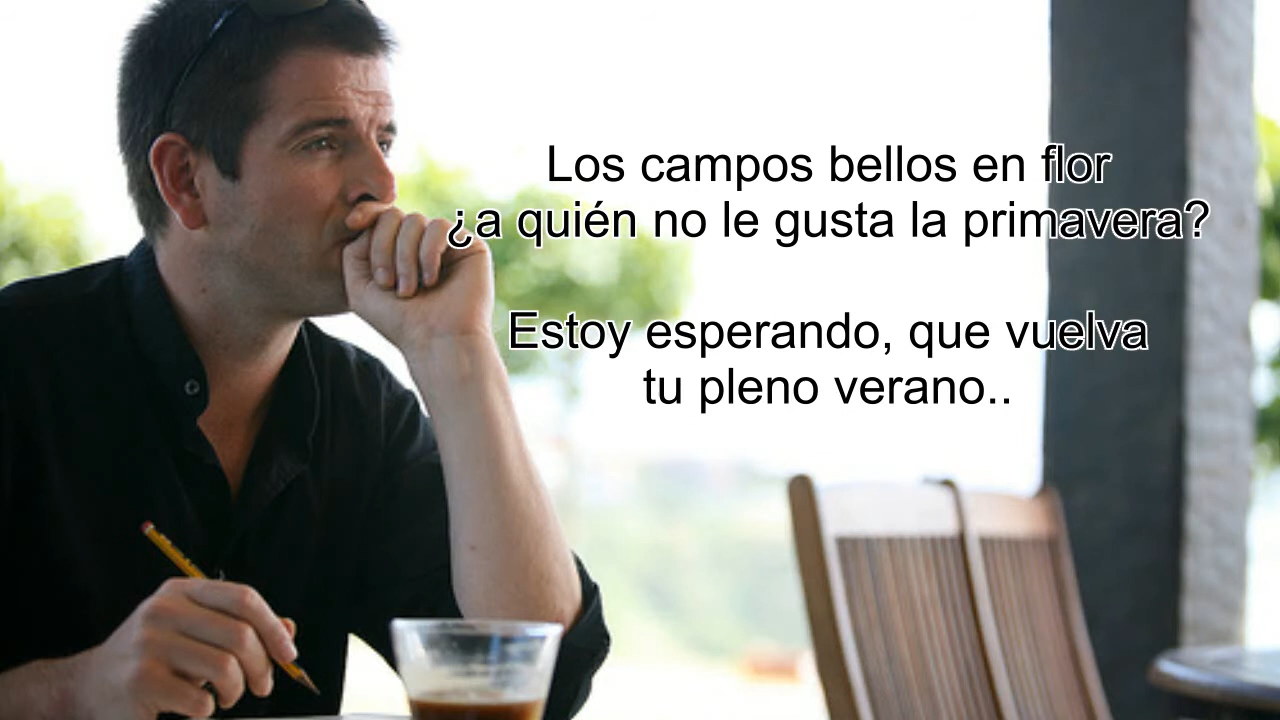 Los campos bellos en flor
¿a quién no le gusta la primavera?
Estoy esperando, que vuelva
tu pleno verano..